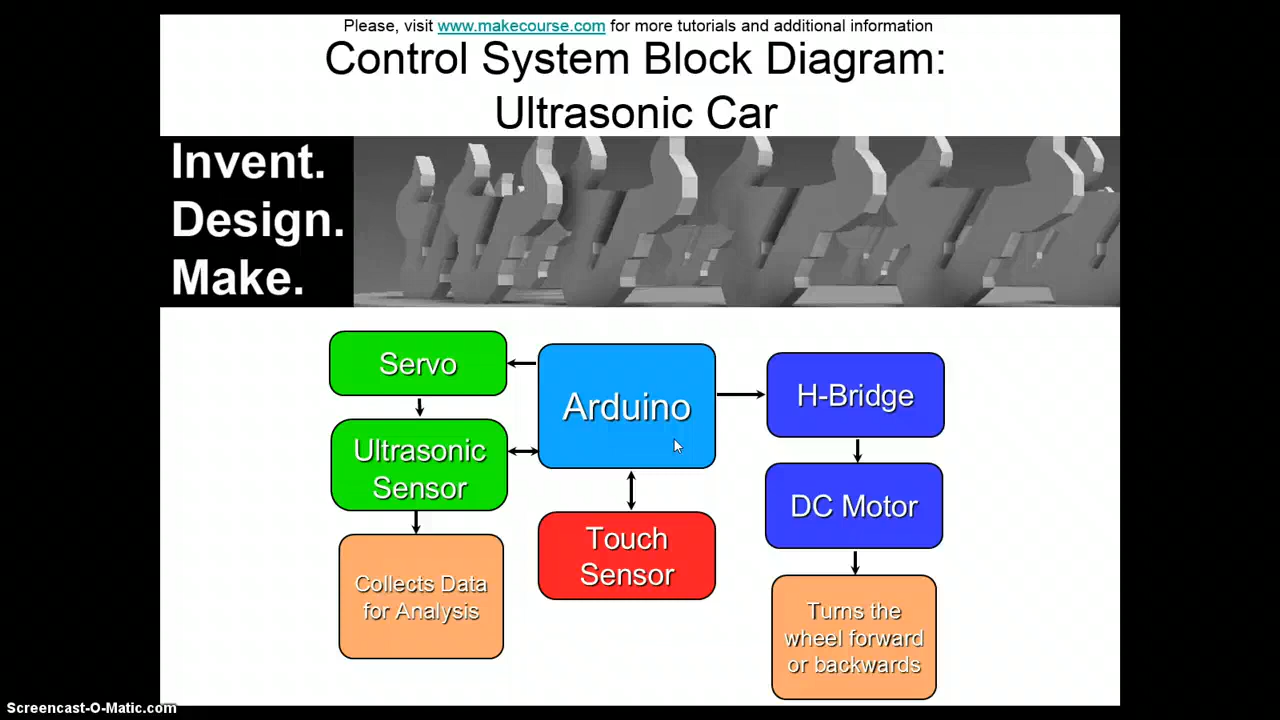 Please, visit www.makecourse.com for more tutorials and additional information
Control System Block Diagram:
Ultrasonic Car
Invent.
Design.
Make.
Servo
Ultrasonic
Sensor
Collects Data
for Analysis
Arduino
Touch
Sensor
H-Bridge
DC Motor
Turns the
wheel forward
or backwards
Screencast-O-Matic.com